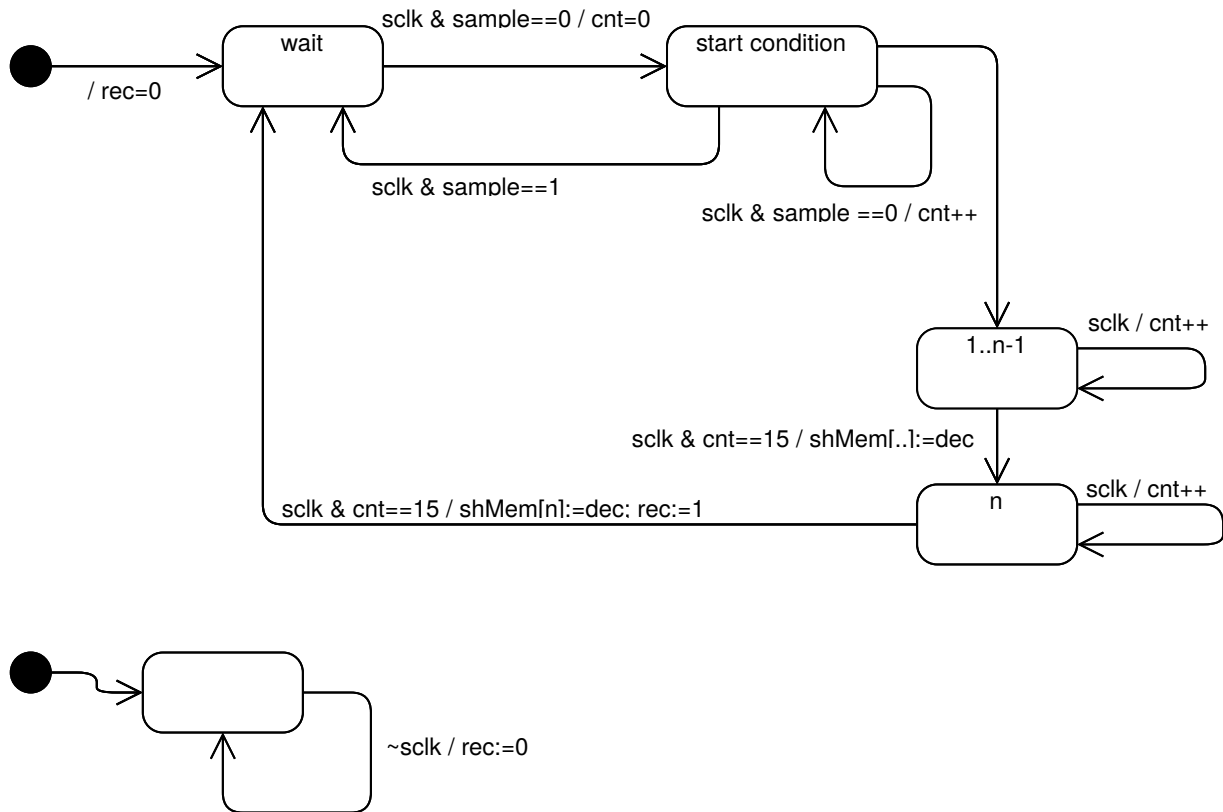 sclk & sample==0 / cnt=0
wait
start condition
/ rec=0
sclk & sample==1
sclk & sample ==0 / cnt++
sclk / cnt++
1..n-1
sclk & cnt==15 / shMem[..]:=dec
sclk / cnt++
n
sclk & cnt==15 / shMem[n]:=dec; rec:=1
~sclk / rec:=0